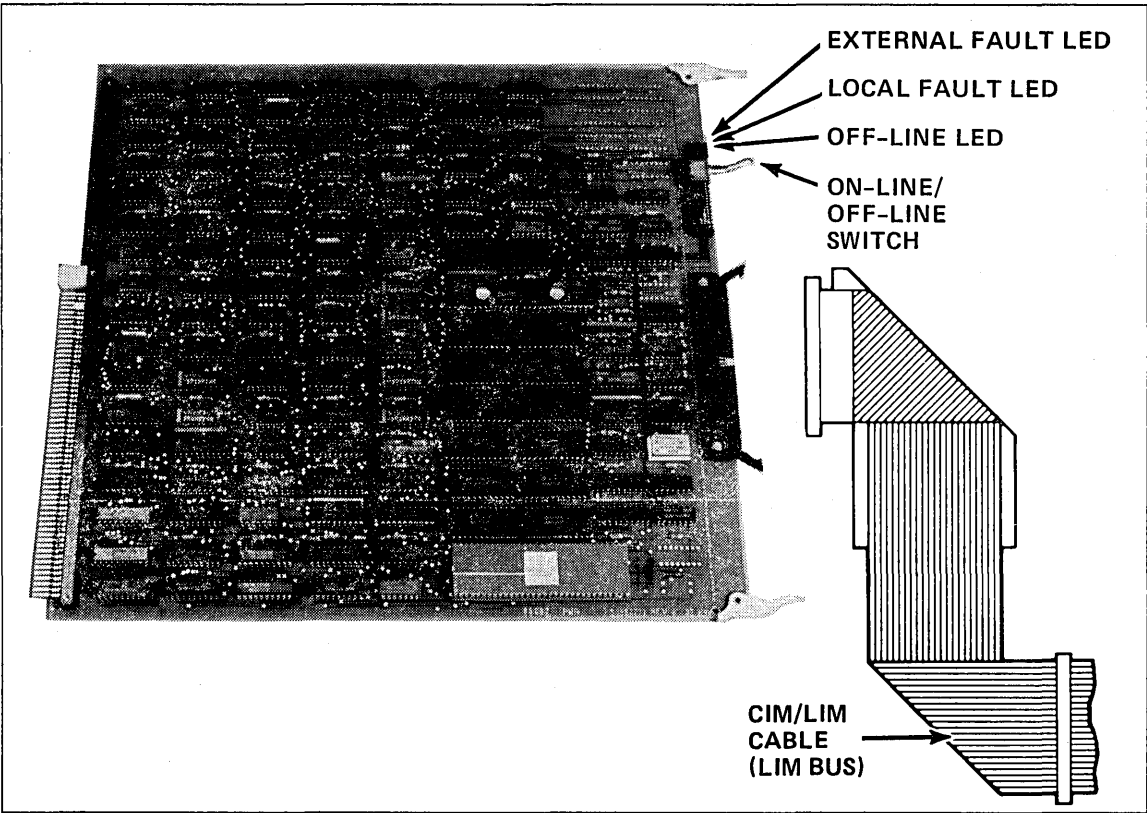 EXTERNAL FAULT LED
LOCAL FAULT LED
OFF-LINE LED
ON-LINE/
OFF-LINE
SWITCH
CIM/LIM
CABLE
(LIM BUS)